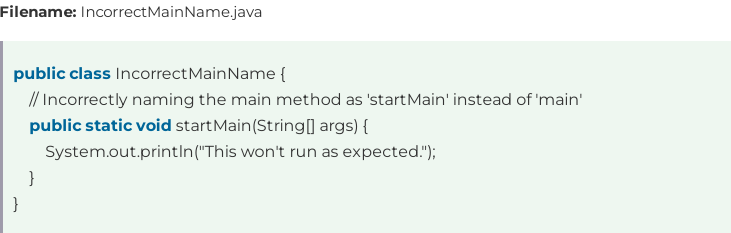 Filename: IncorrectMainName.java
public class IncorrectMainName {
// Incorrectly naming the main method as 'startMain' instead of 'main'
public static void startMain(String[] args) {
System.out.println("This won't run as expected.");
}
}